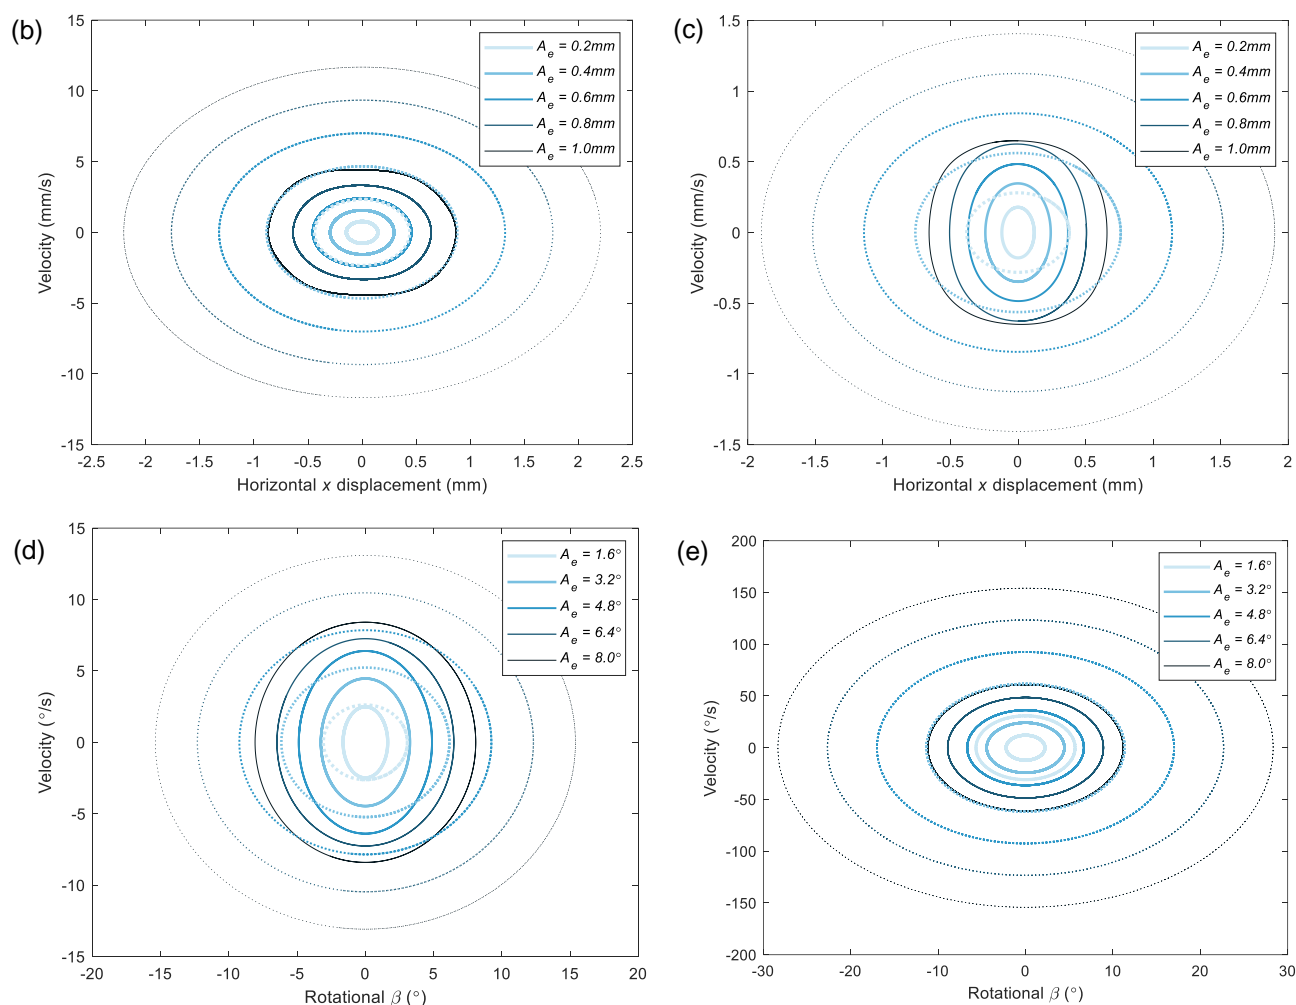 (b)
15
10
5
0
-5
-10
-15
Velocity (mm/s)
-2.5 -2 -1.5 -1 -0.5 0 0.5 1 1.5 2 2.5
Horizontal x displacement (mm)
A_e = 0.2mm
A_e = 0.4mm
A_e = 0.6mm
A_e = 0.8mm
A_e = 1.0mm
(c)
1.5
1
0.5
0
-0.5
-1
-1.5
Velocity (mm/s)
-2 -1.5 -1 -0.5 0 0.5 1 1.5 2
Horizontal x displacement (mm)
A_e = 0.2mm
A_e = 0.4mm
A_e = 0.6mm
A_e = 0.8mm
A_e = 1.0mm
(d)
15
10
5
0
-5
-10
-15
Velocity (°/s)
-20 -15 -10 -5 0 5 10 15 20
Rotational β (°)
A_e = 1.6°
A_e = 3.2°
A_e = 4.8°
A_e = 6.4°
A_e = 8.0°
(e)
200
150
100
50
0
-50
-100
-150
-200
Velocity (°/s)
-30 -20 -10 0 10 20 30
Rotational β (°)
A_e = 1.6°
A_e = 3.2°
A_e = 4.8°
A_e = 6.4°
A_e = 8.0°